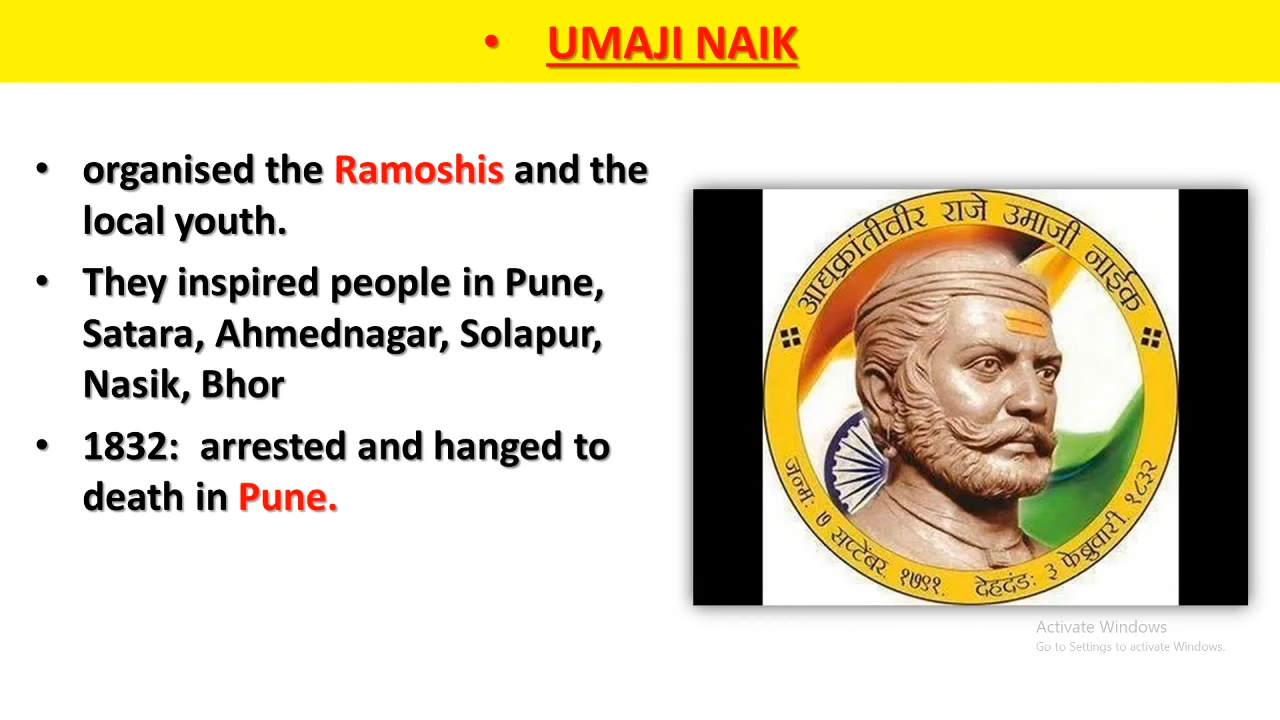 • UMAJI NAIK
• organised the Ramoshis and the
local youth.
• They inspired people in Pune,
Satara, Ahmednagar, Solapur,
Nasik, Bhor
• 1832: arrested and hanged to
death in Pune.
आद्यक्रांतीवीर राजे उमाजी नाईक
जन्म: ७ सप्टेंबर. १७९१. देहदंड: ३ फेब्रुवारी. १८३२
Activate Windows
Go to Settings to activate Windows.